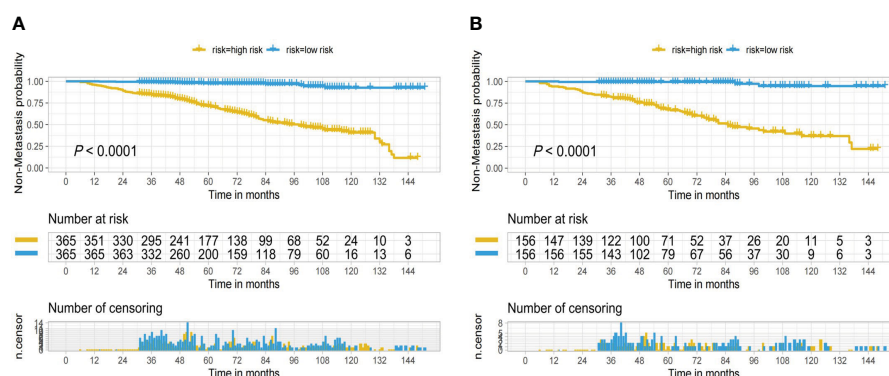 A
risk=high risk risk=low risk
Non-Metastasis probability
1.00
0.75
0.50
0.25
0.00
P < 0.0001
0 12 24 36 48 60 72 84 96 108 120 132 144
Time in months
Number at risk
365 351 330 295 241 177 138 99 68 52 24 10 3
365 365 363 332 260 200 159 118 79 60 16 13 6
0 12 24 36 48 60 72 84 96 108 120 132 144
Time in months
Number of censoring
n.censor
14
0 12 24 36 48 60 72 84 96 108 120 132 144
Time in months
B
risk=high risk risk=low risk
Non-Metastasis probability
1.00
0.75
0.50
0.25
0.00
P < 0.0001
0 12 24 36 48 60 72 84 96 108 120 132 144
Time in months
Number at risk
156 147 139 122 100 71 52 37 26 20 11 5 3
156 156 155 143 102 79 67 56 37 30 9 6 3
0 12 24 36 48 60 72 84 96 108 120 132 144
Time in months
Number of censoring
n.censor
8
0 12 24 36 48 60 72 84 96 108 120 132 144
Time in months